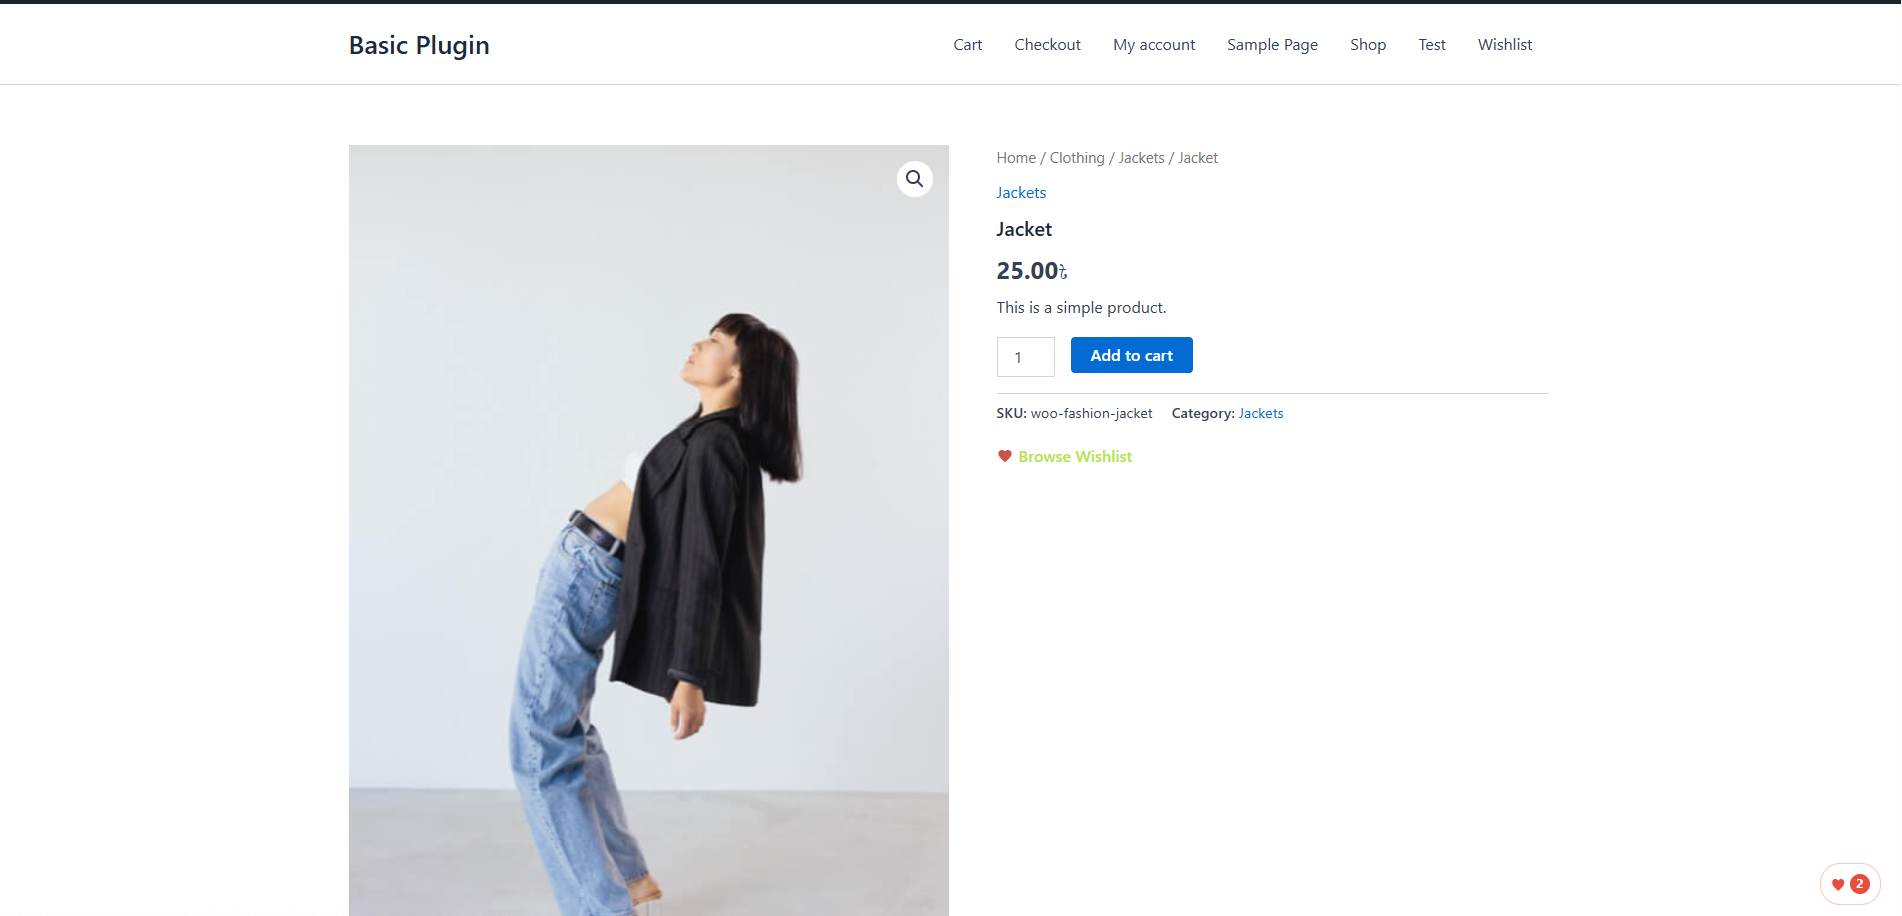 Basic Plugin
Cart Checkout My account Sample Page Shop Test Wishlist
Home / Clothing / Jackets / Jacket
Jackets
Jacket
25.00৳
This is a simple product.
1 Add to cart
SKU: woo-fashion-jacket Category: Jackets
Browse Wishlist
2